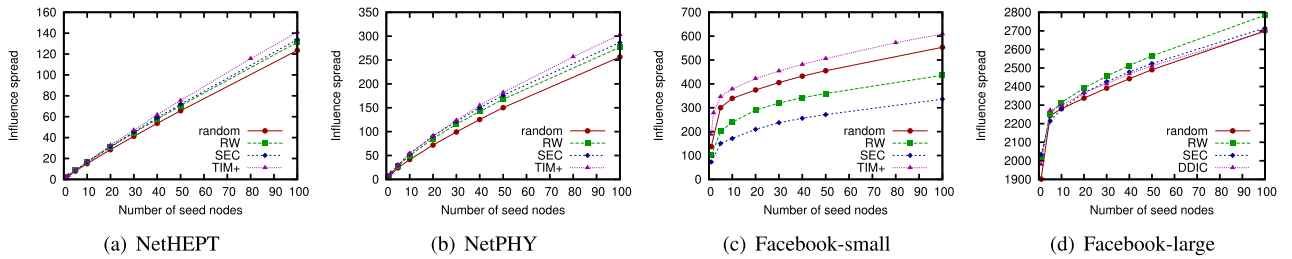 Influence spread
160
140
120
100
80
60
40
20
0
0 10 20 30 40 50 60 70 80 90 100
Number of seed nodes
random
RW
SEC
TIM+
(a) NetHEPT
Influence spread
350
300
250
200
150
100
50
0
0 10 20 30 40 50 60 70 80 90 100
Number of seed nodes
random
RW
SEC
TIM+
(b) NetPHY
Influence spread
700
600
500
400
300
200
100
0
0 10 20 30 40 50 60 70 80 90 100
Number of seed nodes
random
RW
SEC
TIM+
(c) Facebook-small
Influence spread
2800
2700
2600
2500
2400
2300
2200
2100
2000
1900
0 10 20 30 40 50 60 70 80 90 100
Number of seed nodes
random
RW
SEC
DDIC
(d) Facebook-large